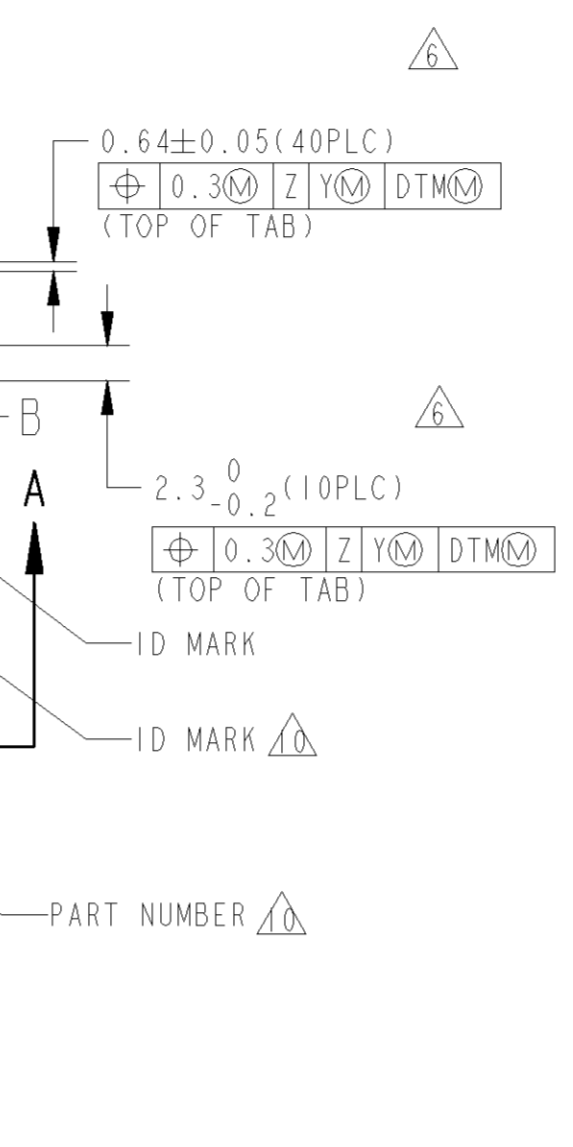 6
0.64±0.05(40PLC)
⌖ 0.3Ⓜ Z YⓂ DTMⓂ
(TOP OF TAB)
B
6
A
2.3 0 -0.2 (10PLC)
⌖ 0.3Ⓜ Z YⓂ DTMⓂ
(TOP OF TAB)
ID MARK
ID MARK 10
PART NUMBER 10